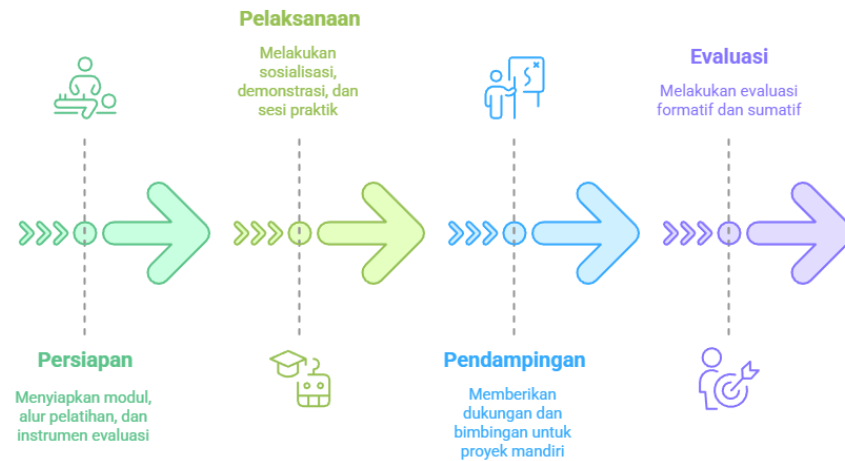 Persiapan
Menyiapkan modul,
alur pelatihan, dan
instrumen evaluasi
Pelaksanaan
Melakukan
sosialisasi,
demonstrasi, dan
sesi praktik
Pendampingan
Memberikan
dukungan dan
bimbingan untuk
proyek mandiri
Evaluasi
Melakukan evaluasi
formatif dan sumatif